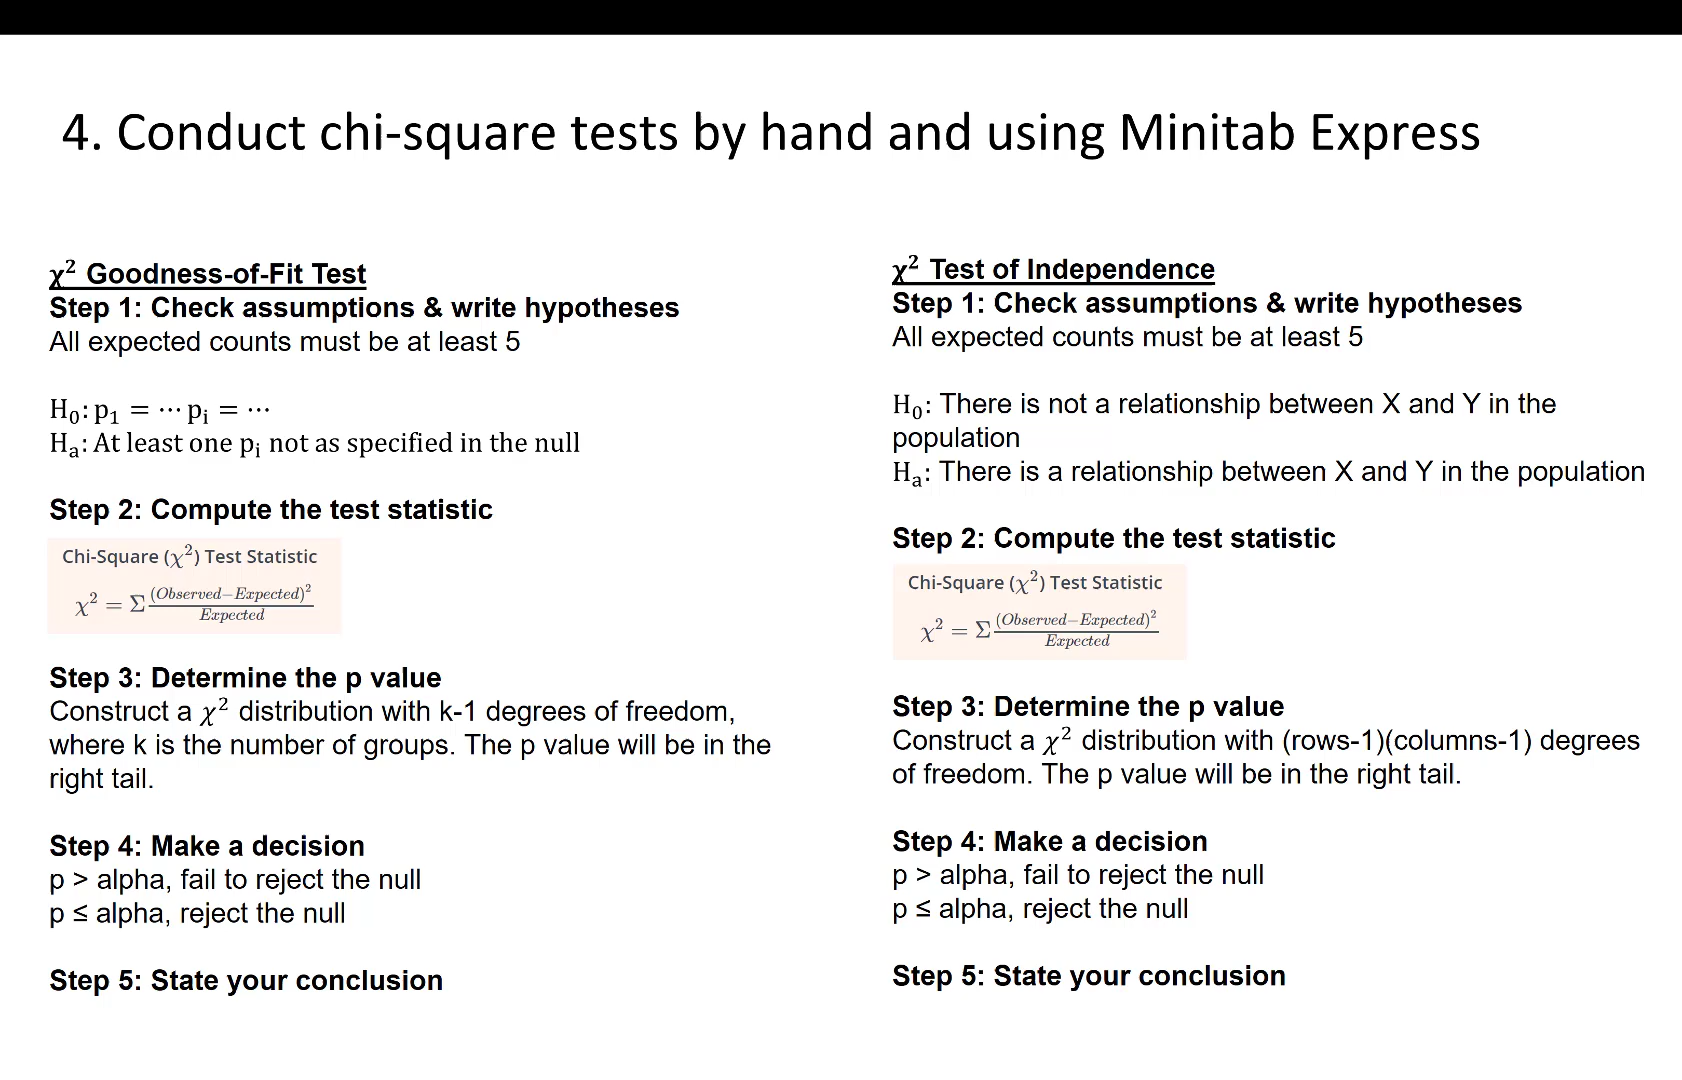 4. Conduct chi-square tests by hand and using Minitab Express
χ² Goodness-of-Fit Test
Step 1: Check assumptions & write hypotheses
All expected counts must be at least 5
H₀: p₁ = ⋯ pᵢ = ⋯
Hₐ: At least one pᵢ not as specified in the null
Step 2: Compute the test statistic
Chi-Square (χ²) Test Statistic
χ² = Σ (Observed−Expected)²/Expected
Step 3: Determine the p value
Construct a χ² distribution with k-1 degrees of freedom,
where k is the number of groups. The p value will be in the
right tail.
Step 4: Make a decision
p > alpha, fail to reject the null
p ≤ alpha, reject the null
Step 5: State your conclusion
χ² Test of Independence
Step 1: Check assumptions & write hypotheses
All expected counts must be at least 5
H₀: There is not a relationship between X and Y in the
population
Hₐ: There is a relationship between X and Y in the population
Step 2: Compute the test statistic
Chi-Square (χ²) Test Statistic
χ² = Σ (Observed−Expected)²/Expected
Step 3: Determine the p value
Construct a χ² distribution with (rows-1)(columns-1) degrees
of freedom. The p value will be in the right tail.
Step 4: Make a decision
p > alpha, fail to reject the null
p ≤ alpha, reject the null
Step 5: State your conclusion